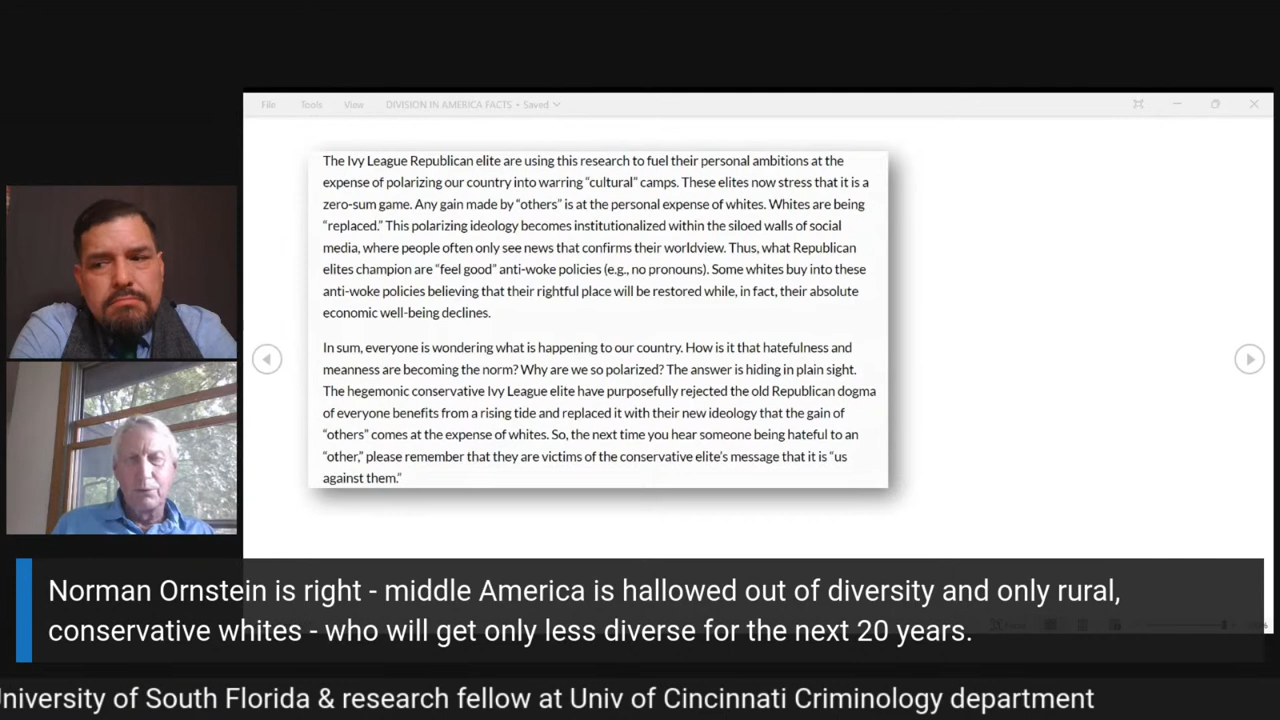 File Tools View DIVISION IN AMERICA FACTS • Saved
The Ivy League Republican elite are using this research to fuel their personal ambitions at the
expense of polarizing our country into warring “cultural” camps. These elites now stress that it is a
zero-sum game. Any gain made by “others” is at the personal expense of whites. Whites are being
“replaced.” This polarizing ideology becomes institutionalized within the siloed walls of social
media, where people often only see news that confirms their worldview. Thus, what Republican
elites champion are “feel good” anti-woke policies (e.g., no pronouns). Some whites buy into these
anti-woke policies believing that their rightful place will be restored while, in fact, their absolute
economic well-being declines.
In sum, everyone is wondering what is happening to our country. How is it that hatefulness and
meanness are becoming the norm? Why are we so polarized? The answer is hiding in plain sight.
The hegemonic conservative Ivy League elite have purposefully rejected the old Republican dogma
of everyone benefits from a rising tide and replaced it with their new ideology that the gain of
“others” comes at the expense of whites. So, the next time you hear someone being hateful to an
“other,” please remember that they are victims of the conservative elite’s message that it is “us
against them.”
Norman Ornstein is right - middle America is hallowed out of diversity and only rural,
conservative whites - who will get only less diverse for the next 20 years.
University of South Florida & research fellow at Univ of Cincinnati Criminology department